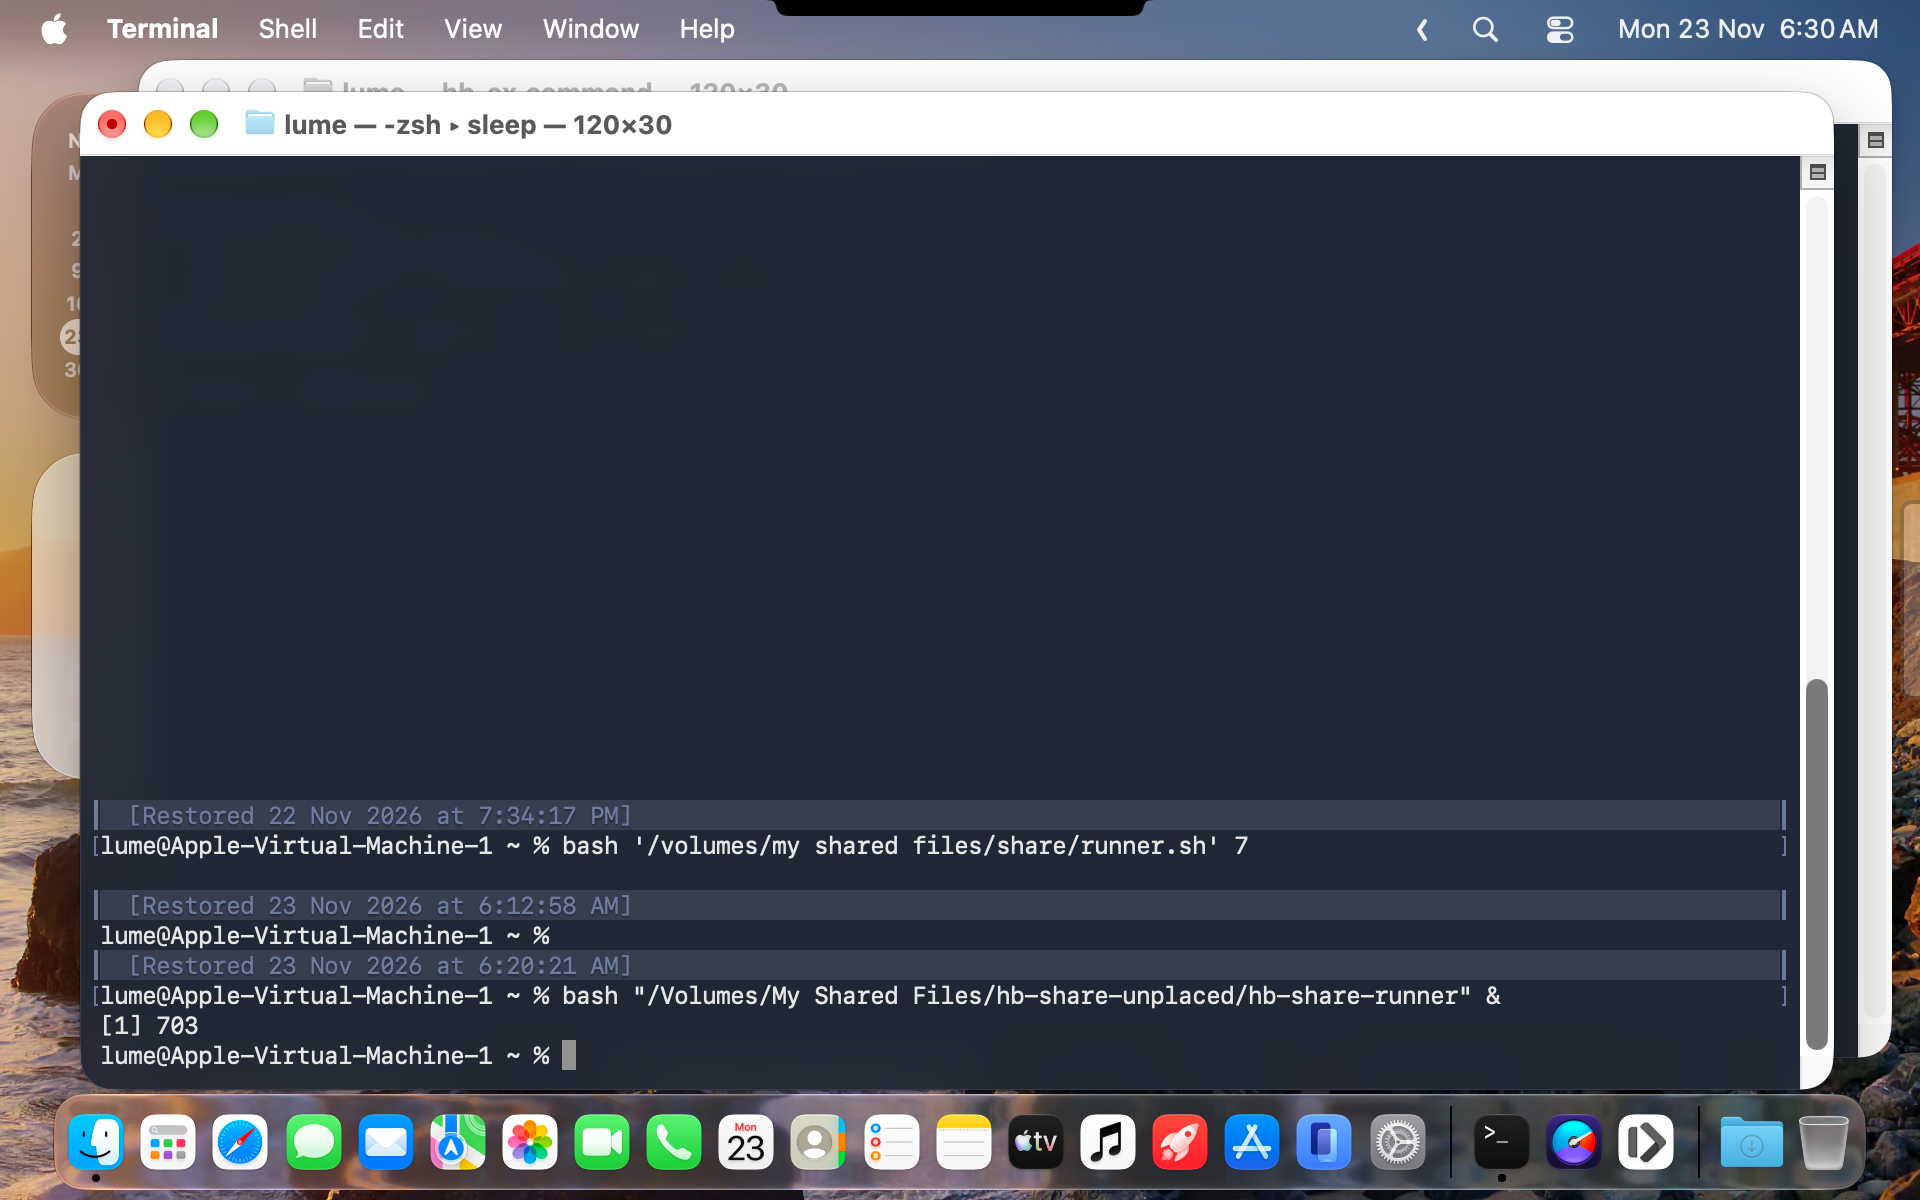 Terminal Shell Edit View Window Help Mon 23 Nov 6:30 AM
lume — -zsh ▸ sleep — 120×30
[Restored 22 Nov 2026 at 7:34:17 PM]
[lume@Apple-Virtual-Machine-1 ~ % bash '/volumes/my shared files/share/runner.sh' 7 ]
[Restored 23 Nov 2026 at 6:12:58 AM]
lume@Apple-Virtual-Machine-1 ~ %
[Restored 23 Nov 2026 at 6:20:21 AM]
[lume@Apple-Virtual-Machine-1 ~ % bash "/Volumes/My Shared Files/hb-share-unplaced/hb-share-runner" & ]
[1] 703
lume@Apple-Virtual-Machine-1 ~ %
Mon
23
tv